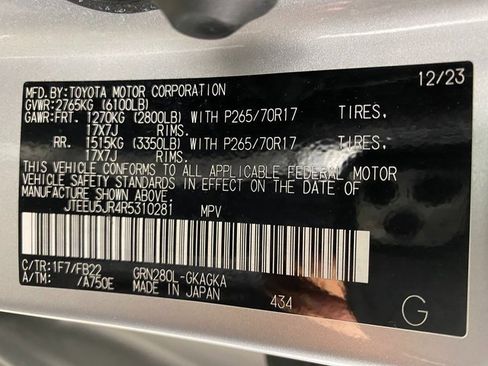 MFD.BY:TOYOTA MOTOR CORPORATION 12/23
GVWR:2765KG (6100LB)
GAWR:FRT. 1270KG (2800LB) WITH P265/70R17 TIRES,
17X7J RIMS.
RR. 1515KG (3350LB) WITH P265/70R17 TIRES,
17X7J RIMS.
THIS VEHICLE CONFORMS TO ALL APPLICABLE FEDERAL MOTOR
VEHICLE SAFETY STANDARDS IN EFFECT ON THE DATE OF
MANUFACTURE SHOWN ABOVE.
JTEEU5JR4R5310281 MPV
C/TR:1F7/FB22 GRN280L-GKAGKA
A/TM: /A750E MADE IN JAPAN 434 G